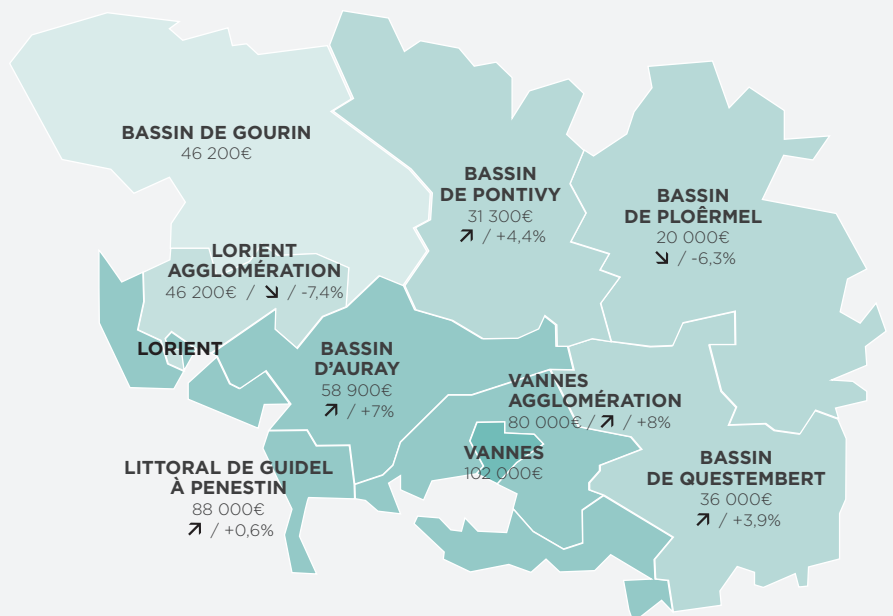 BASSIN DE GOURIN
46 200€
BASSIN
DE PONTIVY
31 300€
↗ / +4,4%
BASSIN
DE PLOÊRMEL
20 000€
↘ / -6,3%
LORIENT
AGGLOMÉRATION
46 200€ / ↘ / -7,4%
LORIENT
BASSIN
D'AURAY
58 900€
↗ / +7%
VANNES
AGGLOMÉRATION
80 000€ / ↗ / +8%
VANNES
102 000€
LITTORAL DE GUIDEL
À PENESTIN
88 000€
↗ / +0,6%
BASSIN
DE QUESTEMBERT
36 000€
↗ / +3,9%